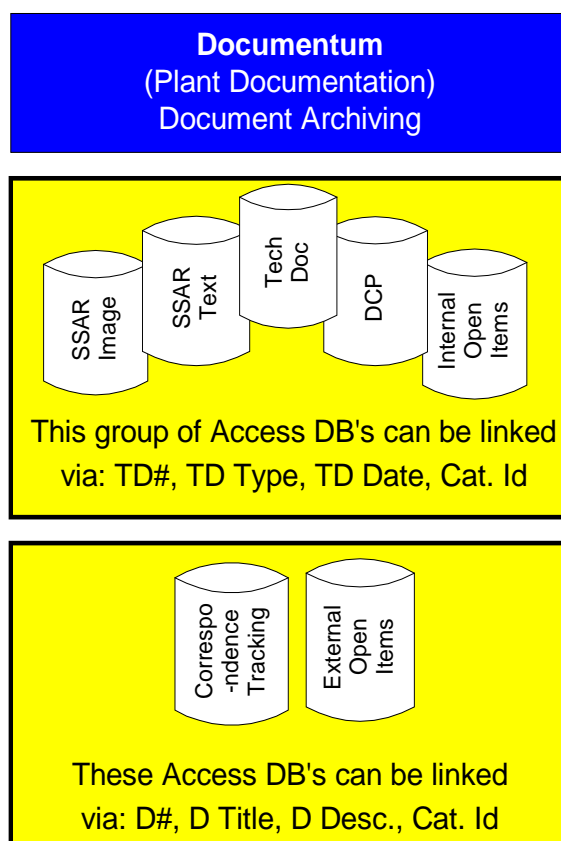 Documentum
(Plant Documentation)
Document Archiving
SSAR
Image
SSAR
Text
Tech
Doc
DCP
Internal
Open
Items
This group of Access DB's can be linked
via: TD#, TD Type, TD Date, Cat. Id
Correspo
-ndence
Tracking
External
Open
Items
These Access DB's can be linked
via: D#, D Title, D Desc., Cat. Id